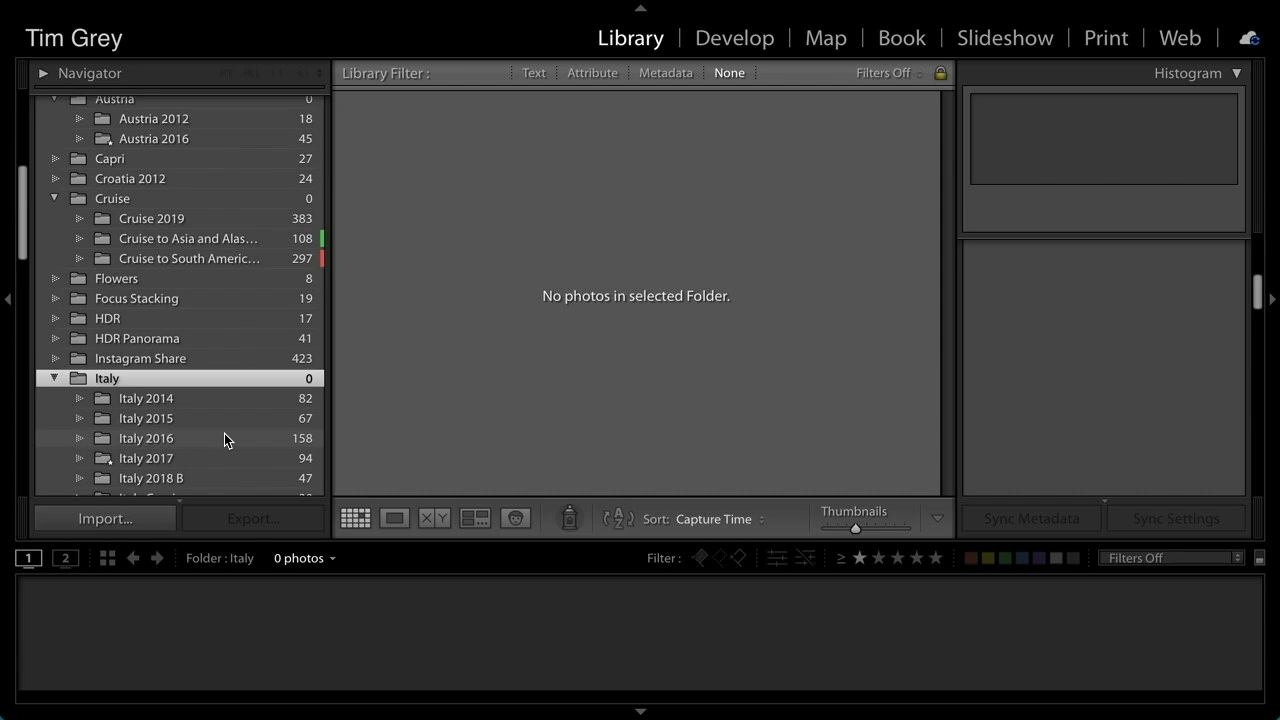 Tim Grey
Library | Develop | Map | Book | Slideshow | Print | Web |
Navigator
Library Filter : Text Attribute Metadata None Filters Off
Histogram
Austria 0
Austria 2012 18
Austria 2016 45
Capri 27
Croatia 2012 24
Cruise 0
Cruise 2019 383
Cruise to Asia and Alas... 108
Cruise to South Americ... 297
Flowers 8
Focus Stacking 19
HDR 17
HDR Panorama 41
Instagram Share 423
Italy 0
Italy 2014 82
Italy 2015 67
Italy 2016 158
Italy 2017 94
Italy 2018 B 47
No photos in selected Folder.
Import... Export...
X Y
A Z
Sort: Capture Time
Thumbnails
Sync Metadata Sync Settings
1 2 Folder : Italy 0 photos Filter : ≥ Filters Off